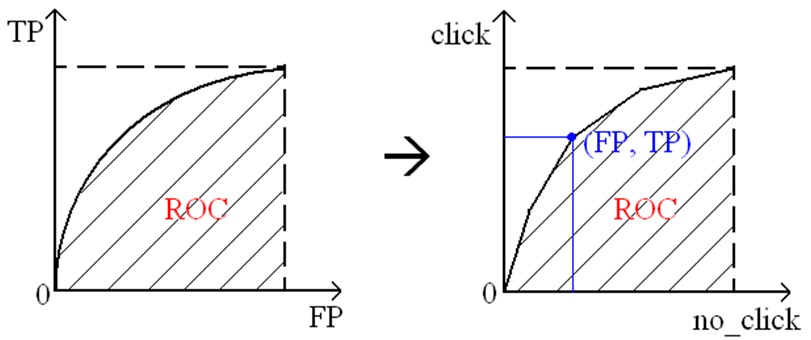 TP
ROC
0
FP
click
(FP, TP)
ROC
0
no_click